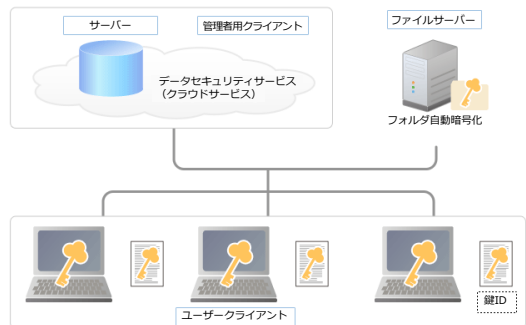 サーバー
管理者用クライアント
ファイルサーバー
データセキュリティサービス
（クラウドサービス）
フォルダ自動暗号化
鍵ID
ユーザークライアント